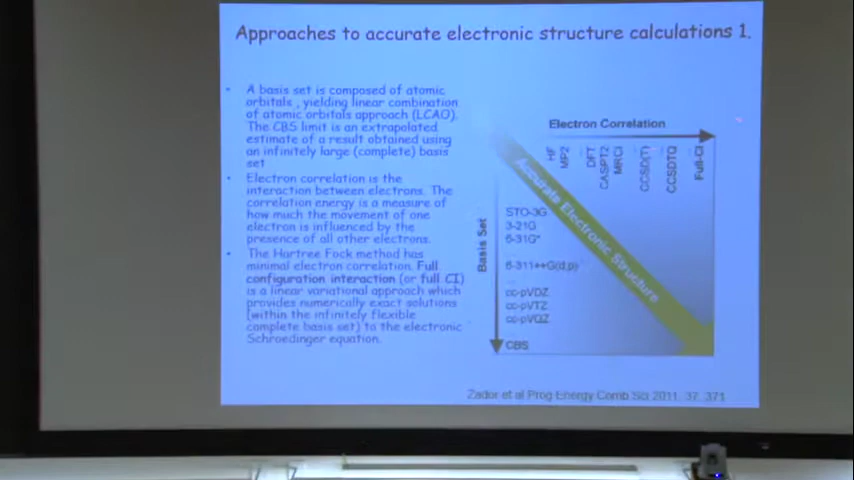 Approaches to accurate electronic structure calculations 1.
• A basis set is composed of atomic
orbitals , yielding linear combination
of atomic orbitals approach (LCAO).
The CBS limit is an extrapolated
estimate of a result obtained using
an infinitely large (complete) basis
set
• Electron correlation is the
interaction between electrons. The
correlation energy is a measure of
how much the movement of one
electron is influenced by the
presence of all other electrons.
• The Hartree Fock method has
minimal electron correlation. Full
configuration interaction (or full CI)
is a linear variational approach which
provides numerically exact solutions
(within the infinitely flexible
complete basis set) to the electronic
Schroedinger equation.
Electron Correlation
HF
MP2
DFT
CASPT2
MRCI
CCSD(T)
CCSDTQ
Full-CI
Accurate Electronic Structure
Basis Set
STO-3G
3-21G
6-31G*
6-311++G(d,p)
cc-pVDZ
cc-pVTZ
cc-pVQZ
CBS
Zador et al Prog Energy Comb Sci 2011, 37, 371